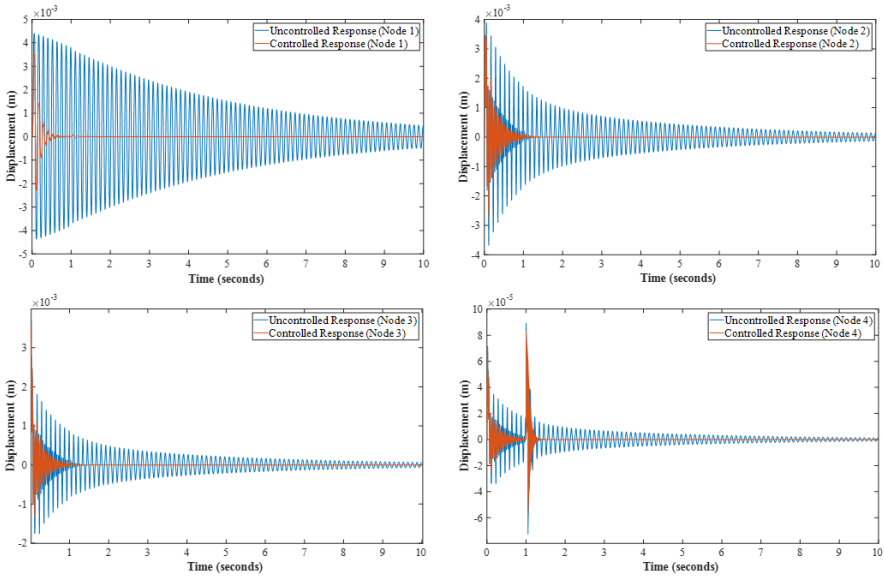 ×10⁻³
Uncontrolled Response (Node 1)
Controlled Response (Node 1)
Displacement (m)
5
4
3
2
1
0
-1
-2
-3
-4
-5
0 1 2 3 4 5 6 7 8 9 10
Time (seconds)
×10⁻³
Uncontrolled Response (Node 2)
Controlled Response (Node 2)
Displacement (m)
4
3
2
1
0
-1
-2
-3
-4
0 1 2 3 4 5 6 7 8 9 10
Time (seconds)
×10⁻³
Uncontrolled Response (Node 3)
Controlled Response (Node 3)
Displacement (m)
3
2
1
0
-1
-2
1 2 3 4 5 6 7 8 9 10
Time (seconds)
×10⁻⁵
Uncontrolled Response (Node 4)
Controlled Response (Node 4)
Displacement (m)
10
8
6
4
2
0
-2
-4
-6
0 1 2 3 4 5 6 7 8 9 10
Time (seconds)